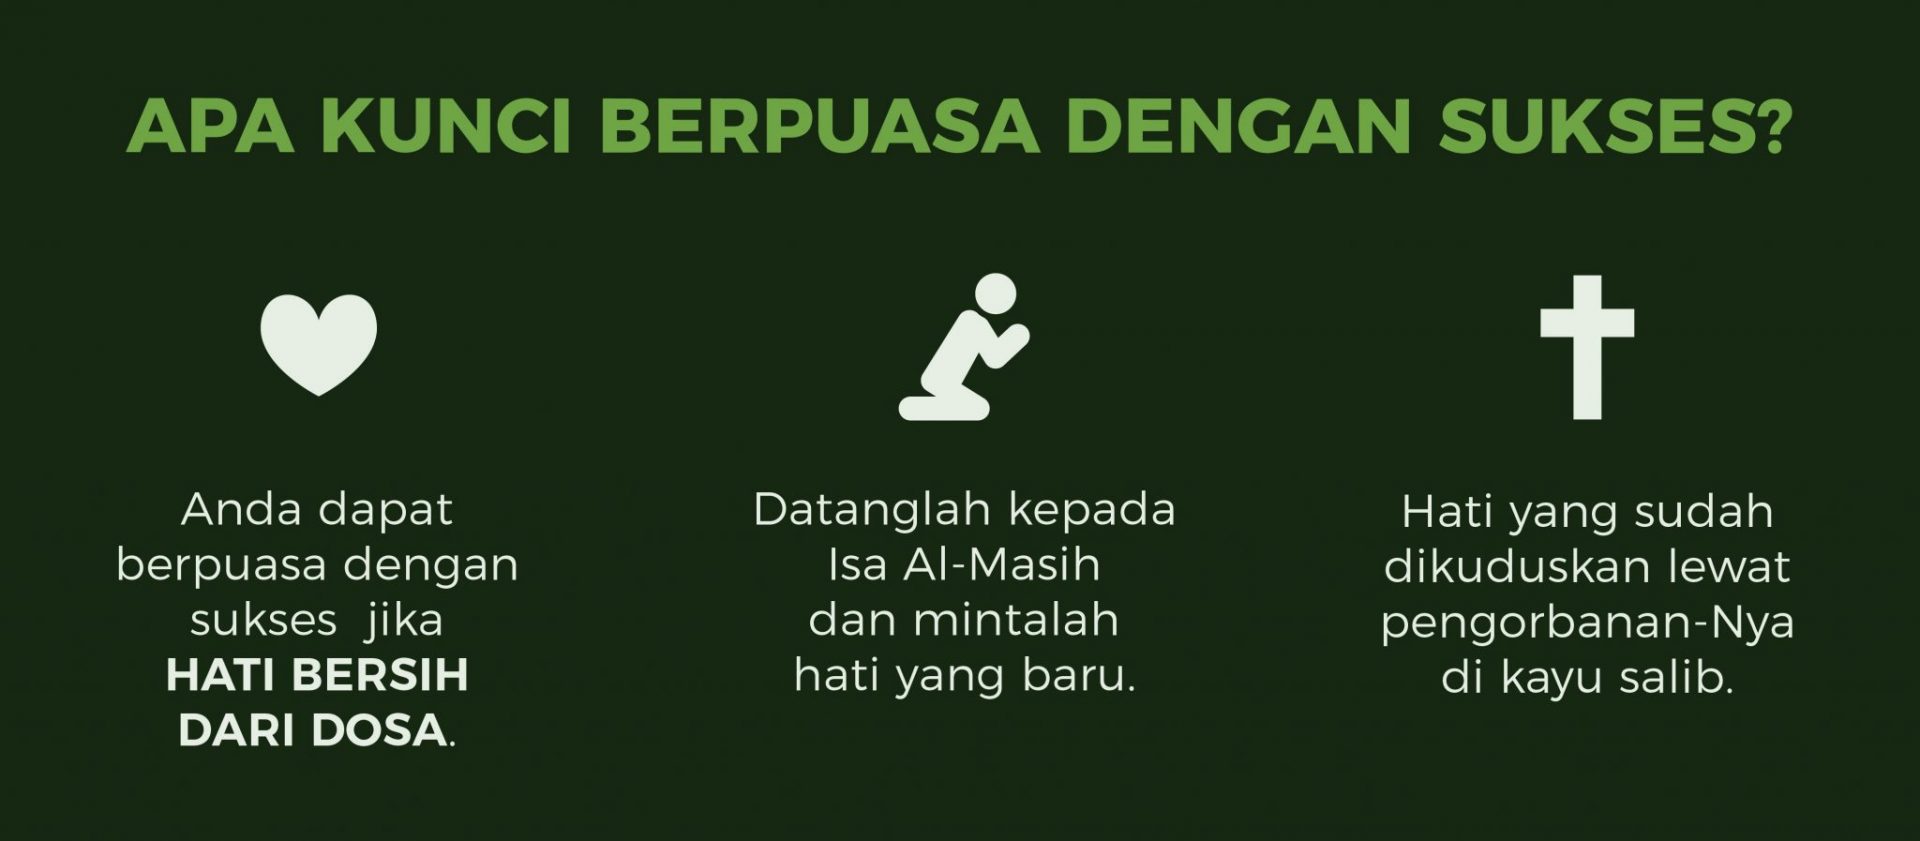 APA KUNCI BERPUASA DENGAN SUKSES?
Anda dapat
berpuasa dengan
sukses  jika
HATI BERSIH
DARI DOSA.
Datanglah kepada
Isa Al-Masih
dan mintalah
hati yang baru.
Hati yang sudah
dikuduskan lewat
pengorbanan-Nya
di kayu salib.